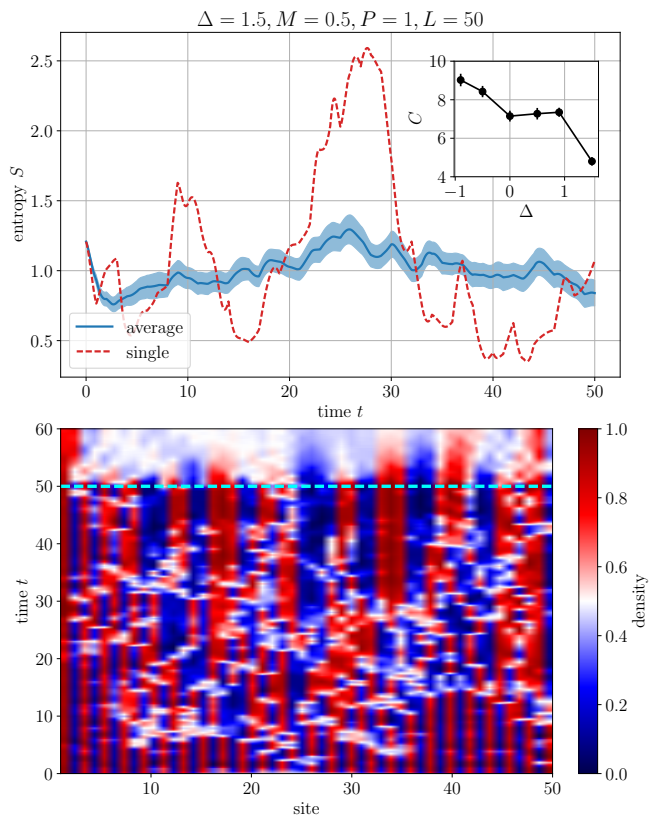 Δ = 1.5, M = 0.5, P = 1, L = 50
entropy S
2.5
2.0
1.5
1.0
0.5
10
8
6
4
C
−1 0 1
Δ
average
single
0 10 20 30 40 50
time t
60
50
40
30
20
10
0
time t
10 20 30 40 50
site
1.0
0.8
0.6
0.4
0.2
0.0
density